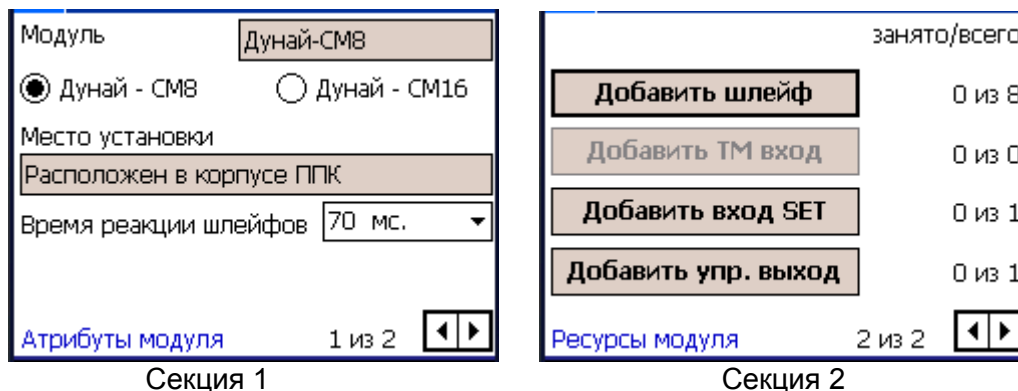 Модуль Дунай-СМ8
Дунай - СМ8 Дунай - СМ16
Место установки
Расположен в корпусе ППК
Время реакции шлейфов 70 мс.
Атрибуты модуля 1 из 2
Секция 1
занято/всего
Добавить шлейф 0 из 8
Добавить ТМ вход 0 из 0
Добавить вход SET 0 из 1
Добавить упр. выход 0 из 1
Ресурсы модуля 2 из 2
Секция 2